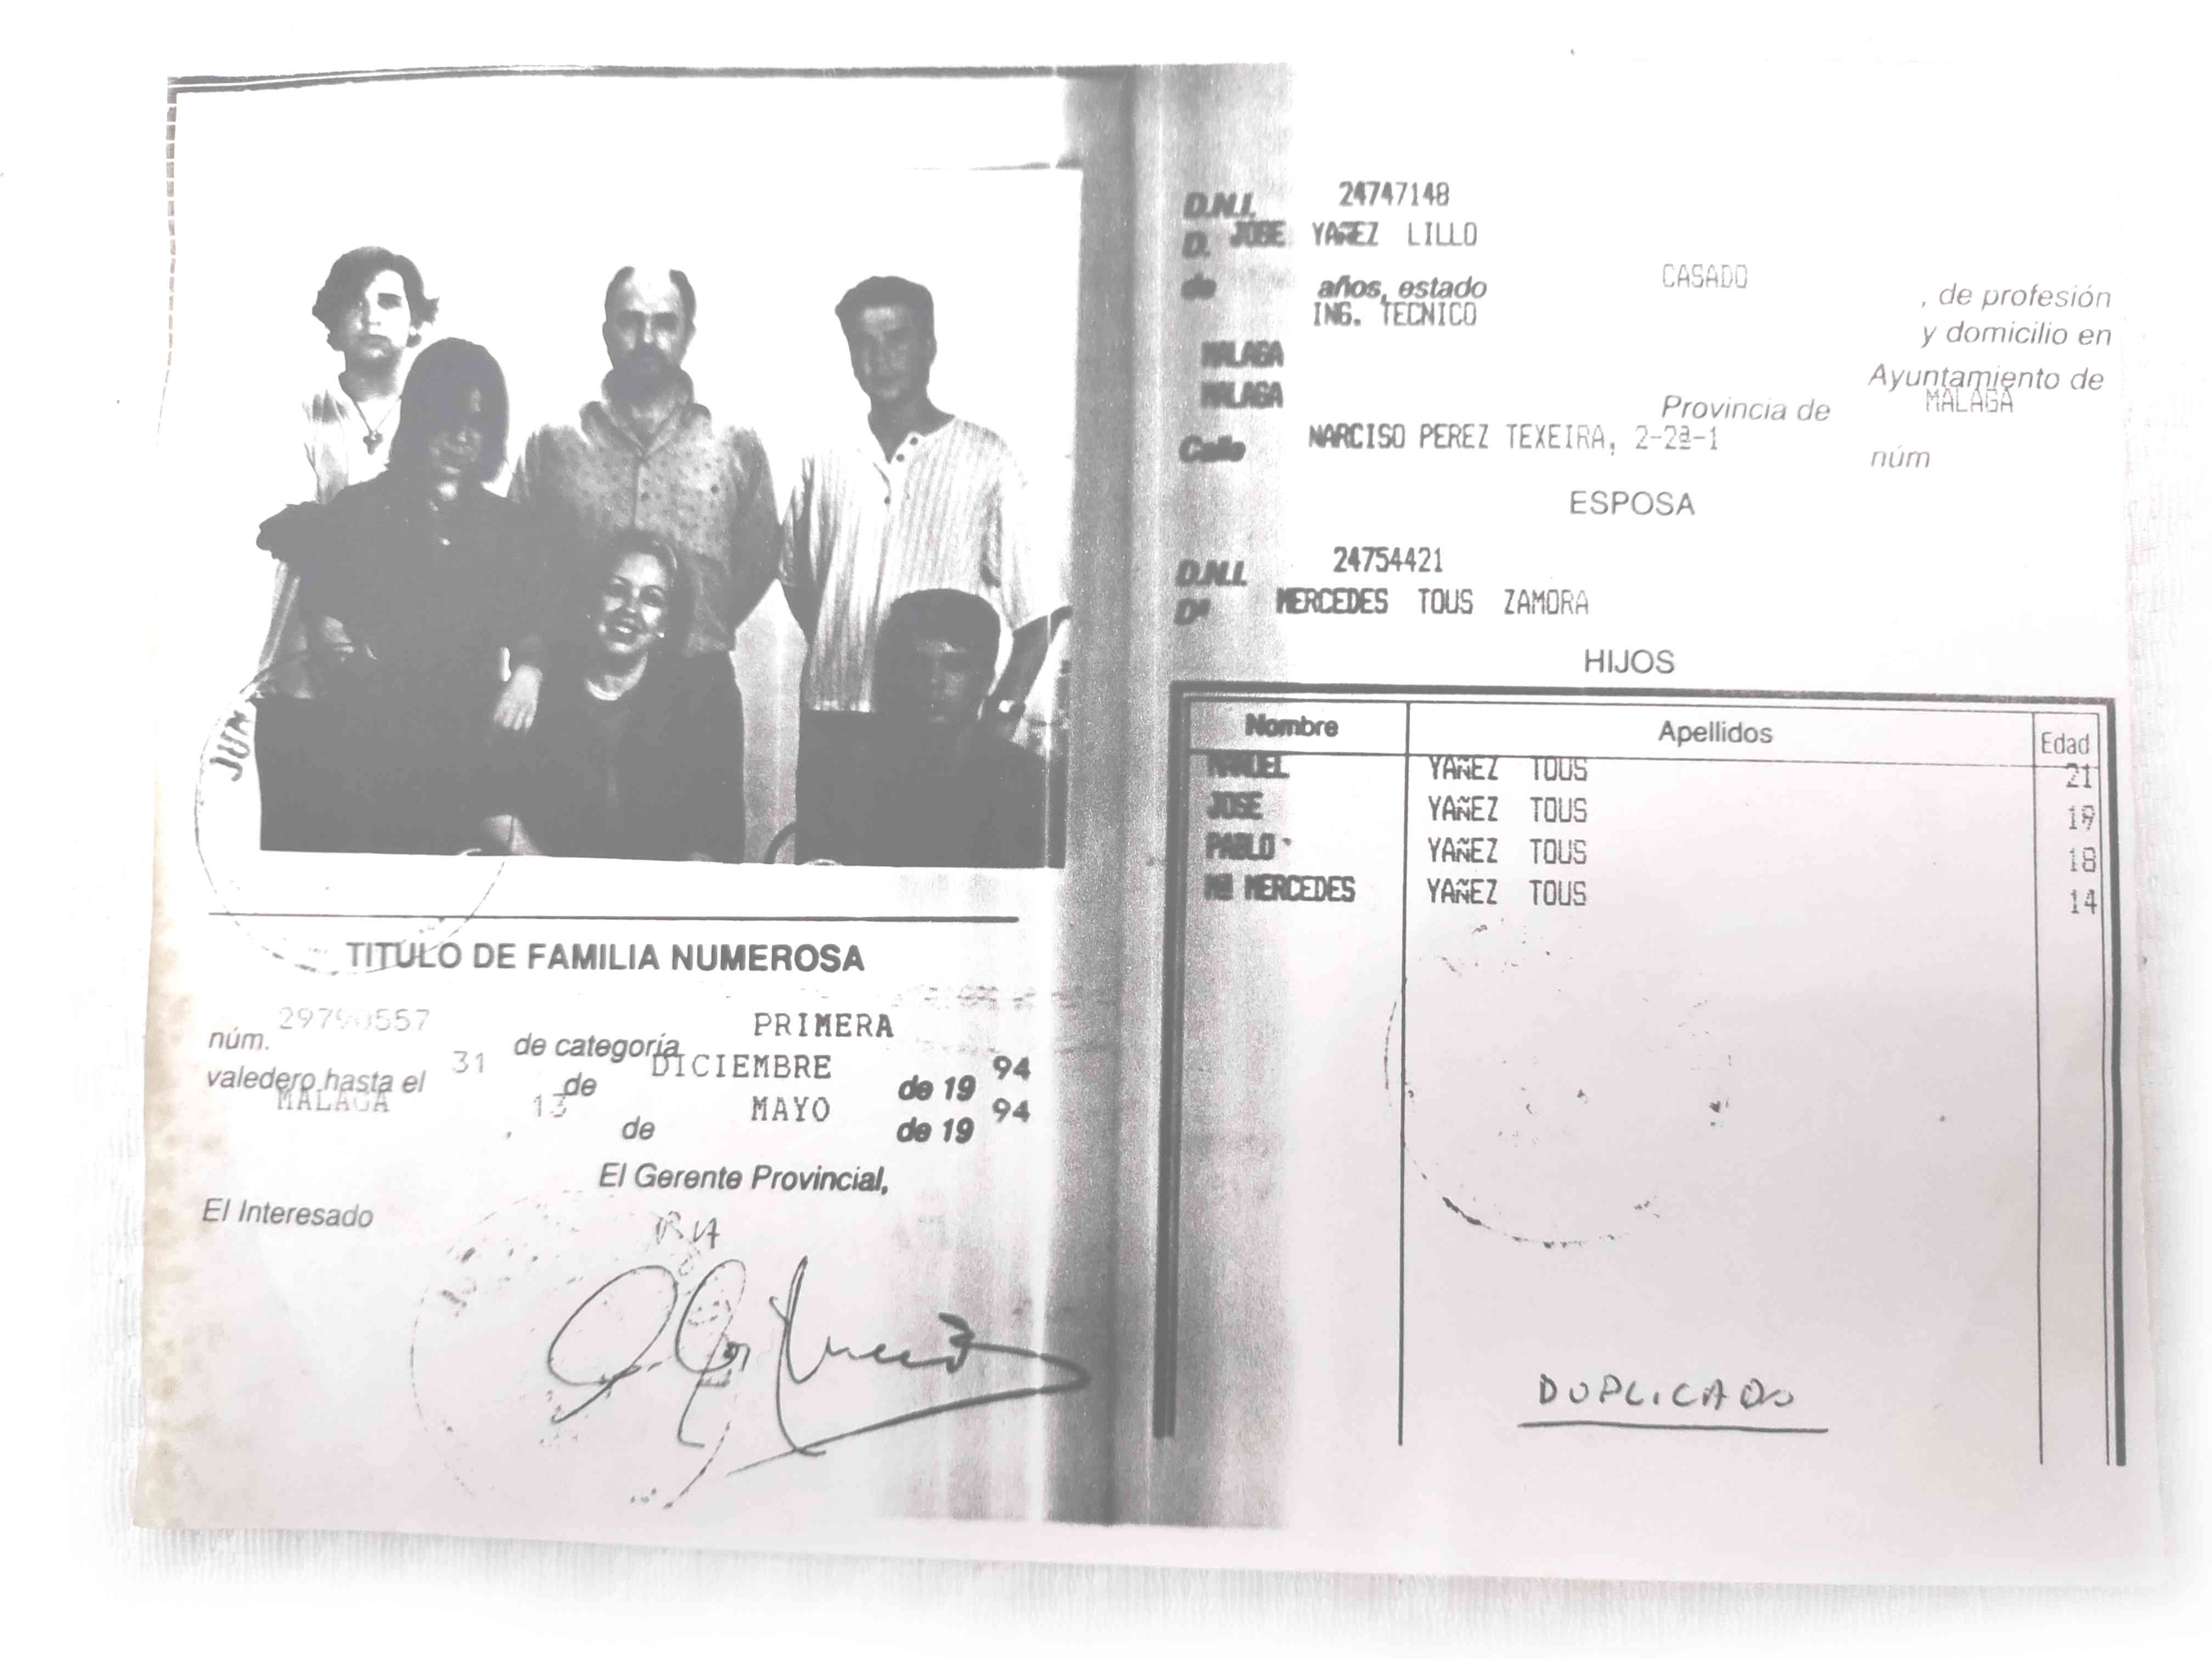 JUN
TITULO DE FAMILIA NUMEROSA
núm. de categoría PRIMERA
valedero hasta el 31 de DICIEMBRE de 19 94
MALAGA, 13 de MAYO de 19 94
El Interesado
El Gerente Provincial,
D.N.I. 24747148
D. JOSE YAÑEZ LILLO
de años, estado CASADO, de profesión
ING. TECNICO y domicilio en
MALAGA Ayuntamiento de
MALAGA Provincia de MALAGA
Calle NARCISO PEREZ TEXEIRA, 2-2ª-1 núm
ESPOSA
D.N.I. 24754421
Dª MERCEDES TOUS ZAMORA
HIJOS
Nombre Apellidos Edad
MANUEL YAÑEZ TOUS 21
JOSE YAÑEZ TOUS 19
PABLO YAÑEZ TOUS 18
Mª MERCEDES YAÑEZ TOUS 14
DUPLICADO